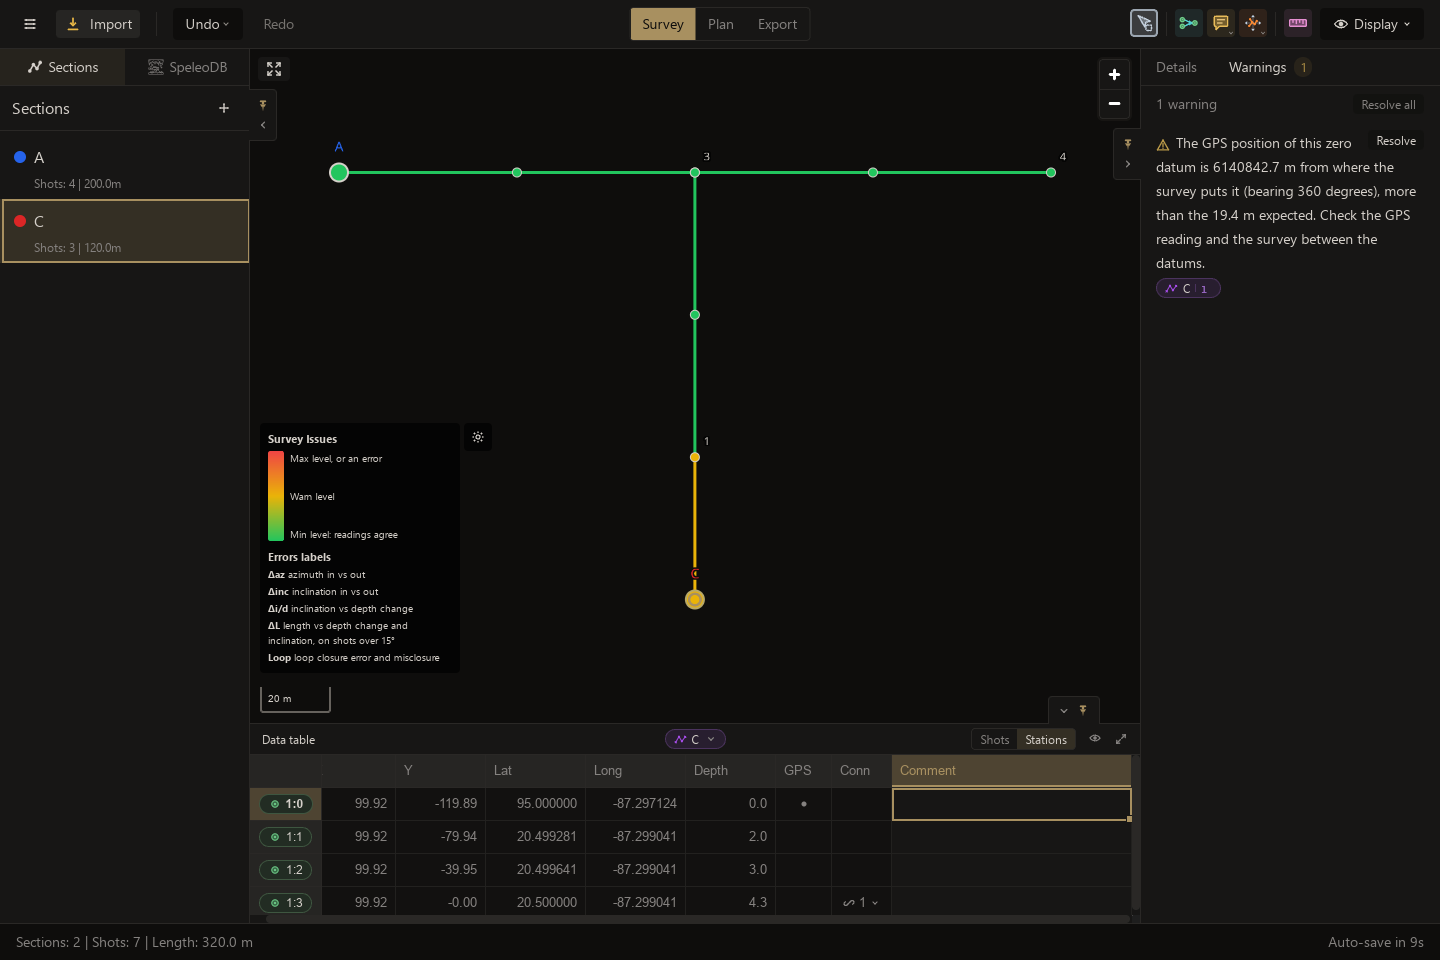 Import
Undo
Redo
Survey
Plan
Export
Display
Sections
SpeleoDB
Details
Warnings 1
Sections
1 warning
Resolve all
A
Shots: 4 | 200.0m
C
Shots: 3 | 120.0m
A
3
4
1
C
Resolve
The GPS position of this zero
datum is 6140842.7 m from where the
survey puts it (bearing 360 degrees), more
than the 19.4 m expected. Check the GPS
reading and the survey between the
datums.
C | 1
Survey Issues
Max level, or an error
Warn level
Min level: readings agree
Errors labels
Δaz azimuth in vs out
Δinc inclination in vs out
Δi/d inclination vs depth change
ΔL length vs depth change and
inclination, on shots over 15°
Loop loop closure error and misclosure
20 m
Data table
C
Shots
Stations
Y Lat Long Depth GPS Conn Comment
1:0 99.92 -119.89 95.000000 -87.297124 0.0 •
1:1 99.92 -79.94 20.499281 -87.299041 2.0
1:2 99.92 -39.95 20.499641 -87.299041 3.0
1:3 99.92 -0.00 20.500000 -87.299041 4.3 1
Sections: 2 | Shots: 7 | Length: 320.0 m
Auto-save in 9s